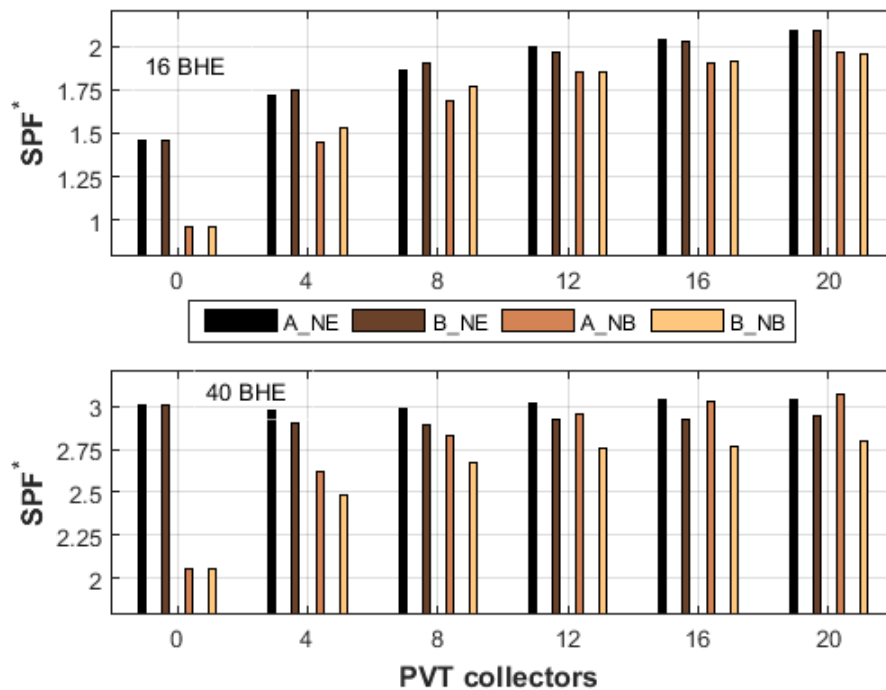 16 BHE
SPF*
2
1.75
1.5
1.25
1
0 4 8 12 16 20
A_NE B_NE A_NB B_NB
40 BHE
SPF*
3
2.75
2.5
2.25
2
0 4 8 12 16 20
PVT collectors